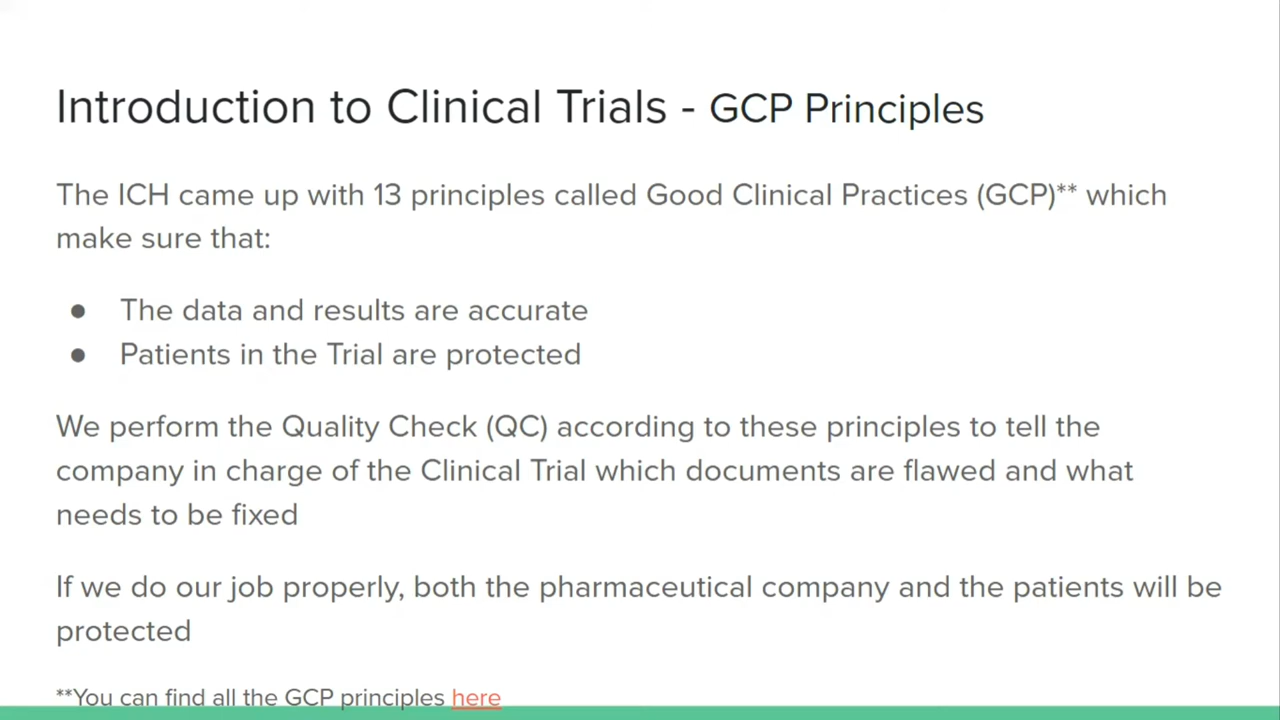 Introduction to Clinical Trials - GCP Principles
The ICH came up with 13 principles called Good Clinical Practices (GCP)** which
make sure that:
● The data and results are accurate
● Patients in the Trial are protected
We perform the Quality Check (QC) according to these principles to tell the
company in charge of the Clinical Trial which documents are flawed and what
needs to be fixed
If we do our job properly, both the pharmaceutical company and the patients will be
protected
**You can find all the GCP principles here